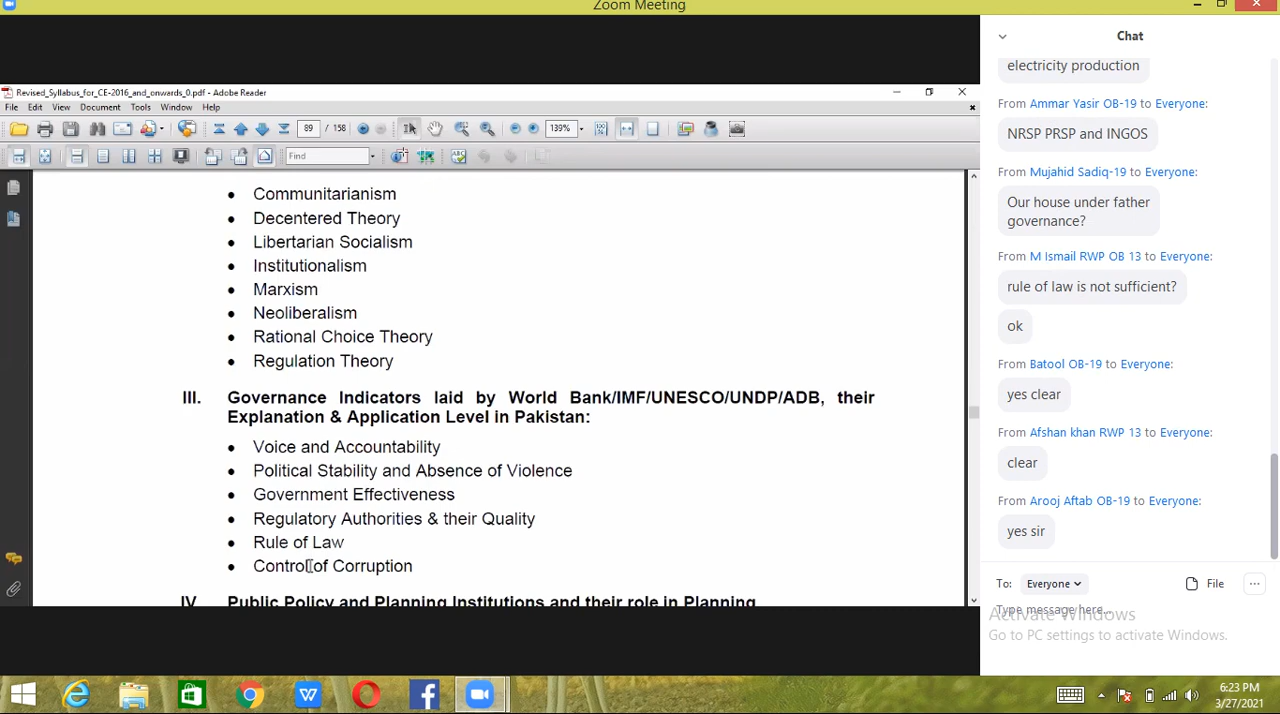 Zoom Meeting
Revised_Syllabus_for_CE-2016_and_onwards_0.pdf - Adobe Reader
File Edit View Document Tools Window Help
89 / 158 139%
Find
• Communitarianism
• Decentered Theory
• Libertarian Socialism
• Institutionalism
• Marxism
• Neoliberalism
• Rational Choice Theory
• Regulation Theory
III. Governance Indicators laid by World Bank/IMF/UNESCO/UNDP/ADB, their
Explanation & Application Level in Pakistan:
• Voice and Accountability
• Political Stability and Absence of Violence
• Government Effectiveness
• Regulatory Authorities & their Quality
• Rule of Law
• Control of Corruption
IV Public Policy and Planning Institutions and their role in Planning
Chat
electricity production
From Ammar Yasir OB-19 to Everyone:
NRSP PRSP and INGOS
From Mujahid Sadiq-19 to Everyone:
Our house under father
governance?
From M Ismail RWP OB 13 to Everyone:
rule of law is not sufficient?
ok
From Batool OB-19 to Everyone:
yes clear
From Afshan khan RWP 13 to Everyone:
clear
From Arooj Aftab OB-19 to Everyone:
yes sir
To: Everyone File ...
Type message here...
Activate Windows
Go to PC settings to activate Windows.
6:23 PM
3/27/2021